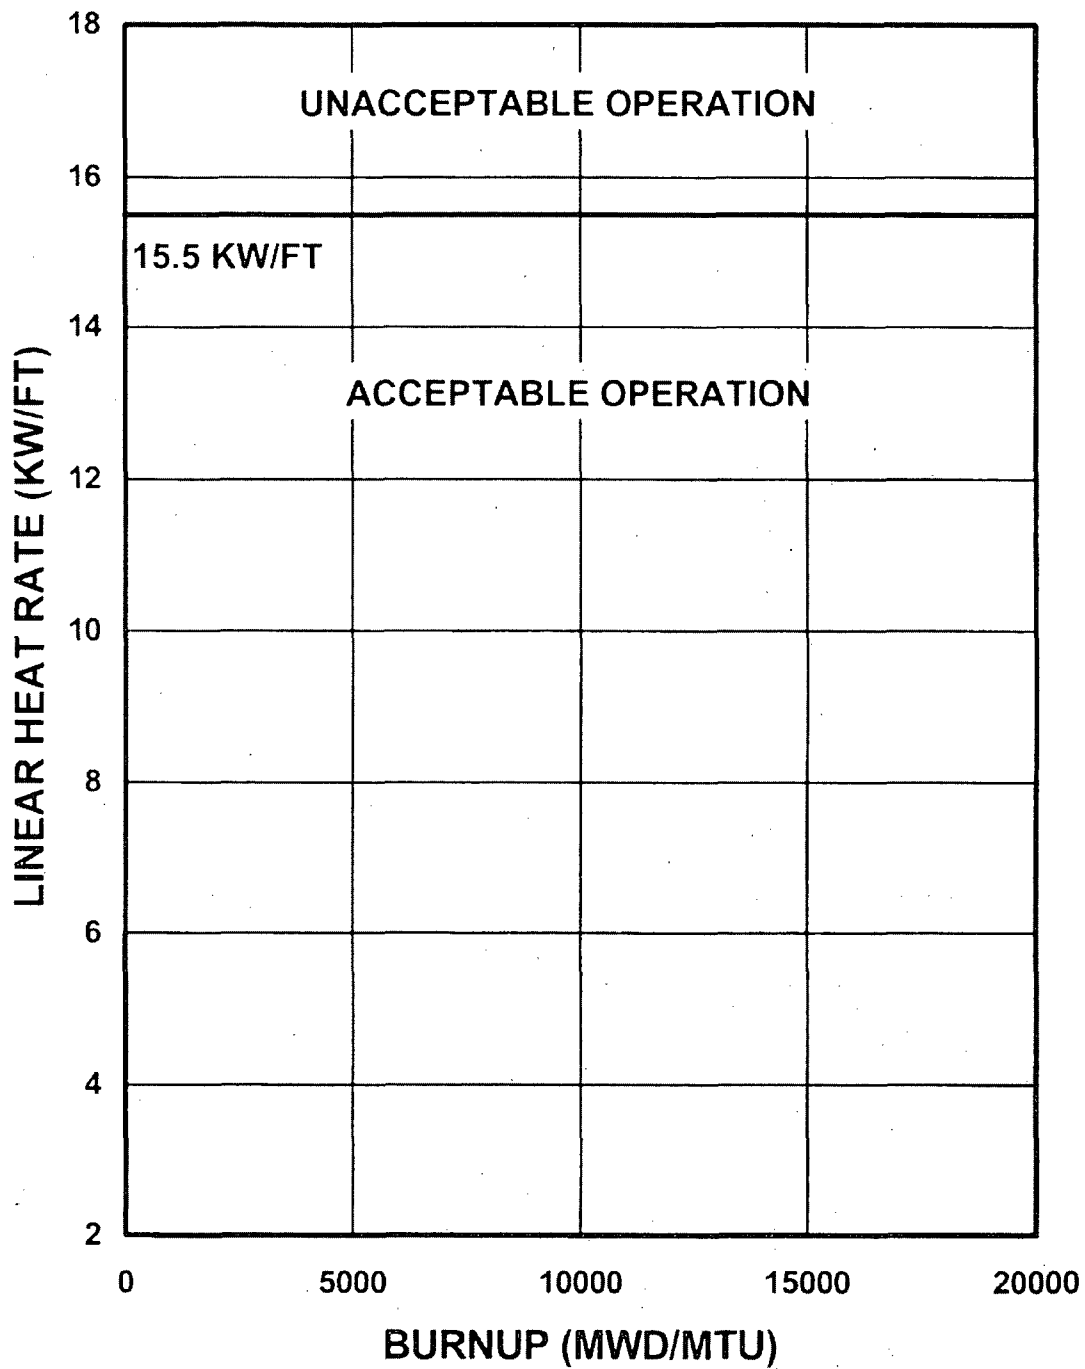 18
UNACCEPTABLE OPERATION
16
15.5 KW/FT
14
ACCEPTABLE OPERATION
12
10
8
6
4
2
LINEAR HEAT RATE (KW/FT)
0 5000 10000 15000 20000
BURNUP (MWD/MTU)